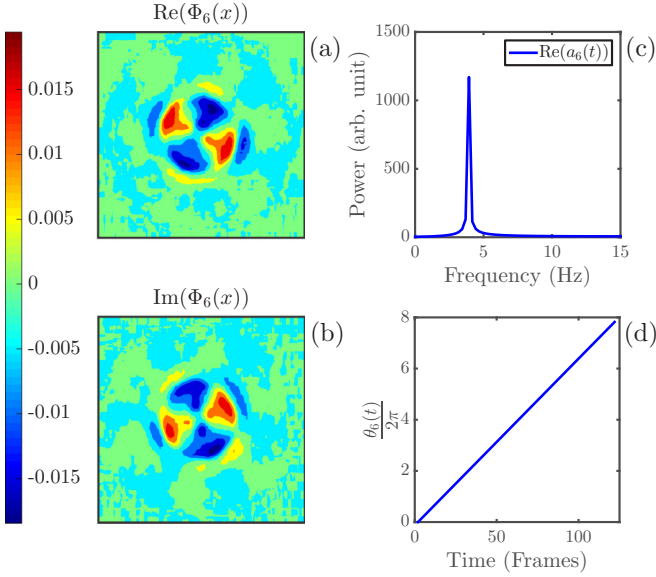 Re(Φ₆(x))
(a)
0.015
0.01
0.005
0
-0.005
-0.01
-0.015
Im(Φ₆(x))
(b)
(c)
Re(a₆(t))
Power (arb. unit)
1500
1000
500
0
0 5 10 15
Frequency (Hz)
(d)
θ₆(t)
2π
8
6
4
2
0
0 50 100
Time (Frames)